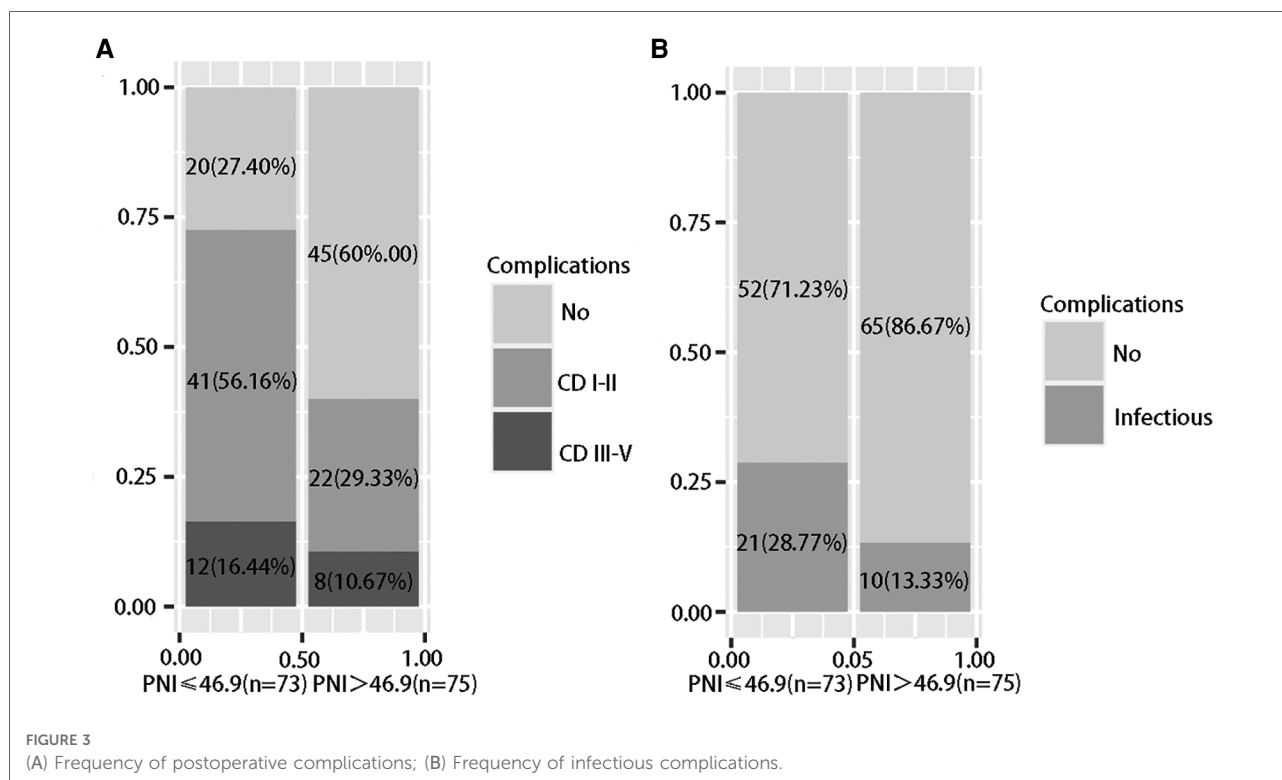 A
1.00
0.75
0.50
0.25
0.00
20(27.40%)
41(56.16%)
12(16.44%)
45(60%.00)
22(29.33%)
8(10.67%)
0.00 0.50 1.00
PNI≤46.9(n=73) PNI>46.9(n=75)
Complications
No
CD I-II
CD III-V
B
1.00
0.75
0.50
0.25
0.00
52(71.23%)
21(28.77%)
65(86.67%)
10(13.33%)
0.00 0.05 1.00
PNI≤46.9(n=73) PNI>46.9(n=75)
Complications
No
Infectious
FIGURE 3
(A) Frequency of postoperative complications; (B) Frequency of infectious complications.